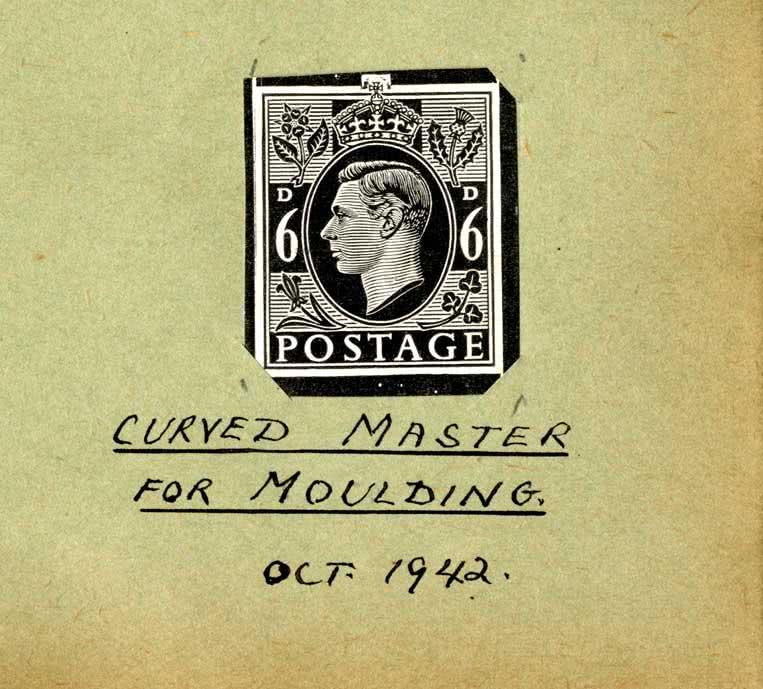 D D
6 6
POSTAGE
CURVED MASTER
FOR MOULDING.
OCT. 1942.